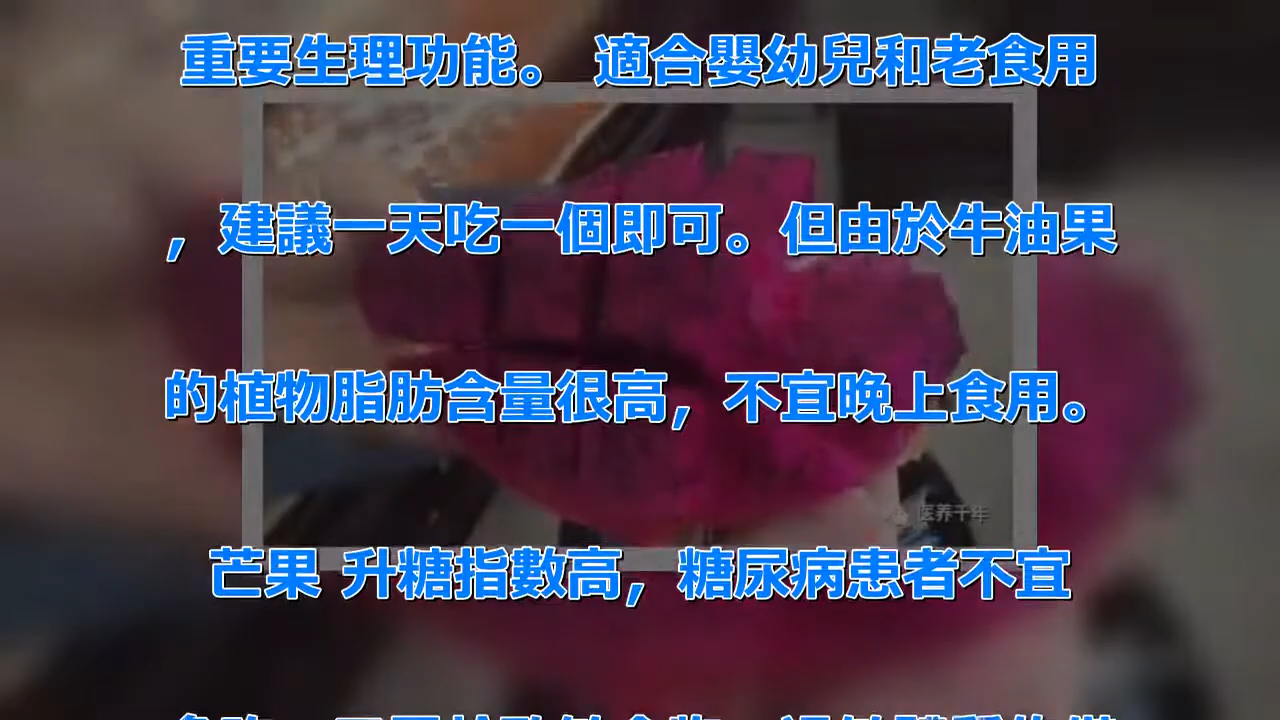 重要生理功能。 適合嬰幼兒和老食用
，建議一天吃一個即可。但由於牛油果
的植物脂肪含量很高，不宜晚上食用。
医养千年
芒果 升糖指數高，糖尿病患者不宜